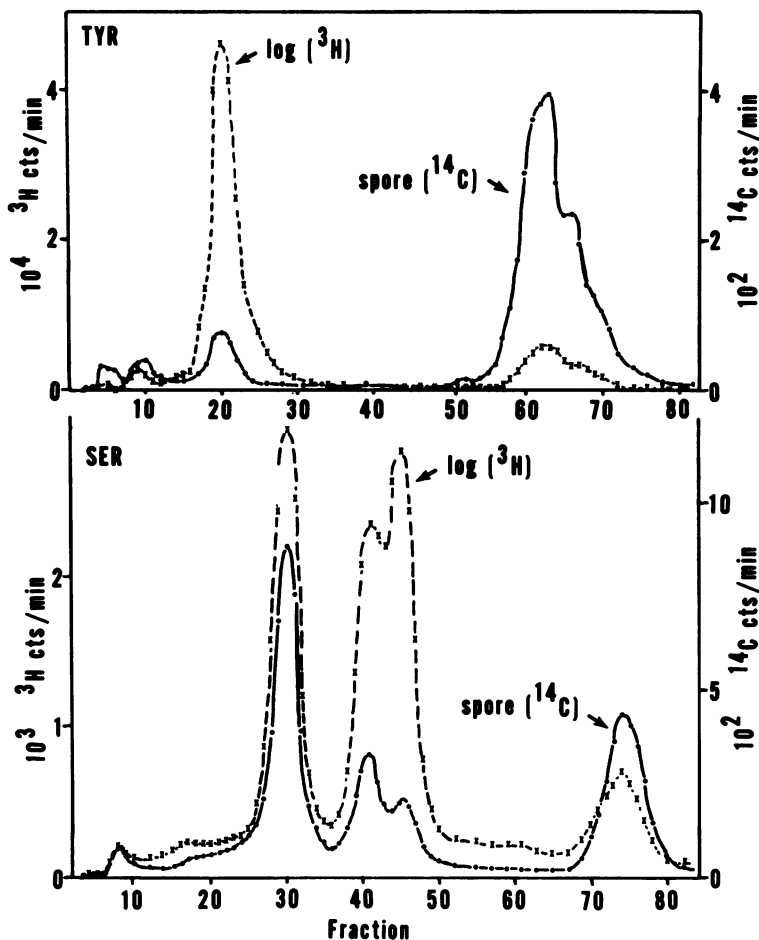 TYR
log (³H)
spore (¹⁴C)
10⁴ ³H cts/min
10² ¹⁴C cts/min
4
2
0
4
2
0
10 20 30 40 50 60 70 80
SER
log (³H)
spore (¹⁴C)
10³ ³H cts/min
10² ¹⁴C cts/min
2
1
0
10
5
0
10 20 30 40 50 60 70 80
Fraction